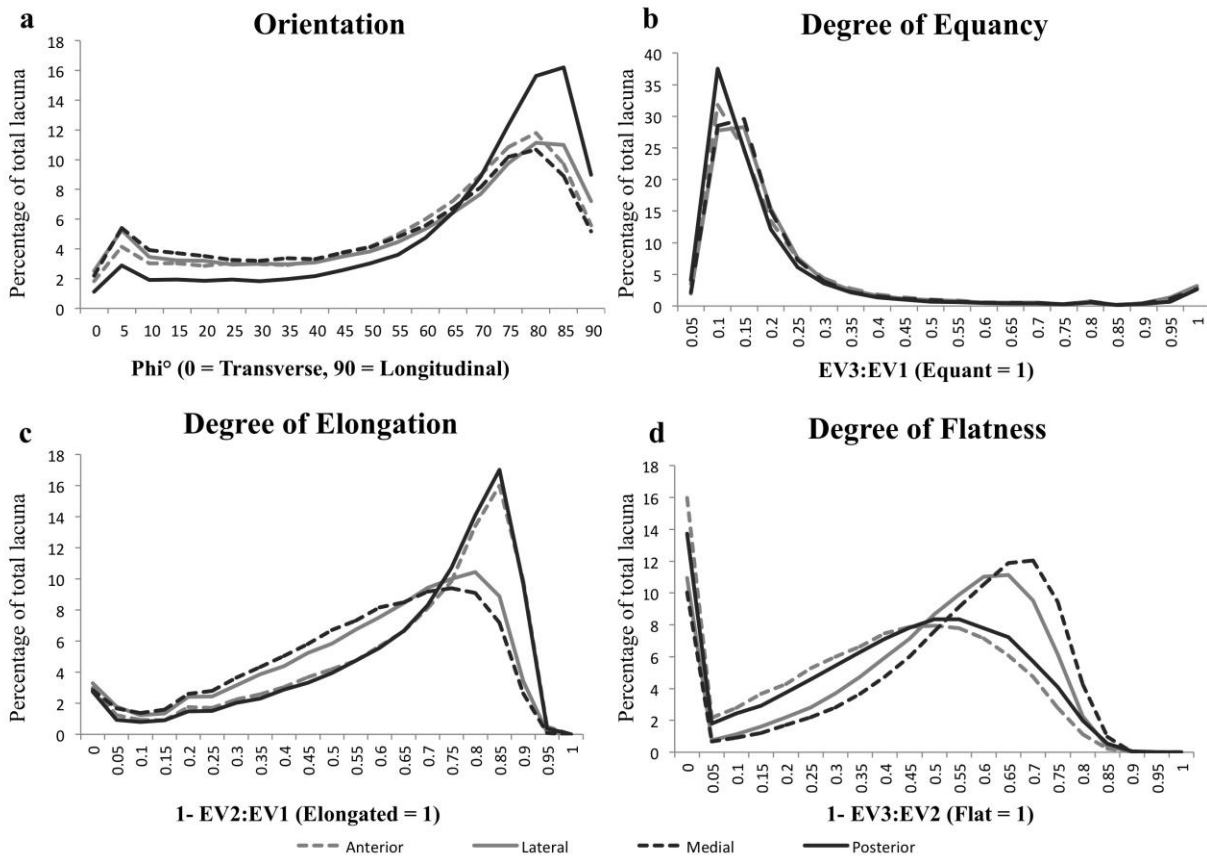 a
Orientation
Percentage of total lacuna
18
16
14
12
10
8
6
4
2
0
0 5 10 15 20 25 30 35 40 45 50 55 60 65 70 75 80 85 90
Phi° (0 = Transverse, 90 = Longitudinal)
b
Degree of Equancy
Percentage of total lacuna
40
35
30
25
20
15
10
5
0
0.05 0.1 0.15 0.2 0.25 0.3 0.35 0.4 0.45 0.5 0.55 0.6 0.65 0.7 0.75 0.8 0.85 0.9 0.95 1
EV3:EV1 (Equant = 1)
c
Degree of Elongation
Percentage of total lacuna
18
16
14
12
10
8
6
4
2
0
0 0.05 0.1 0.15 0.2 0.25 0.3 0.35 0.4 0.45 0.5 0.55 0.6 0.65 0.7 0.75 0.8 0.85 0.9 0.95 1
1- EV2:EV1 (Elongated = 1)
d
Degree of Flatness
Percentage of total lacuna
18
16
14
12
10
8
6
4
2
0
0 0.05 0.1 0.15 0.2 0.25 0.3 0.35 0.4 0.45 0.5 0.55 0.6 0.65 0.7 0.75 0.8 0.85 0.9 0.95 1
1- EV3:EV2 (Flat = 1)
Anterior Lateral Medial Posterior